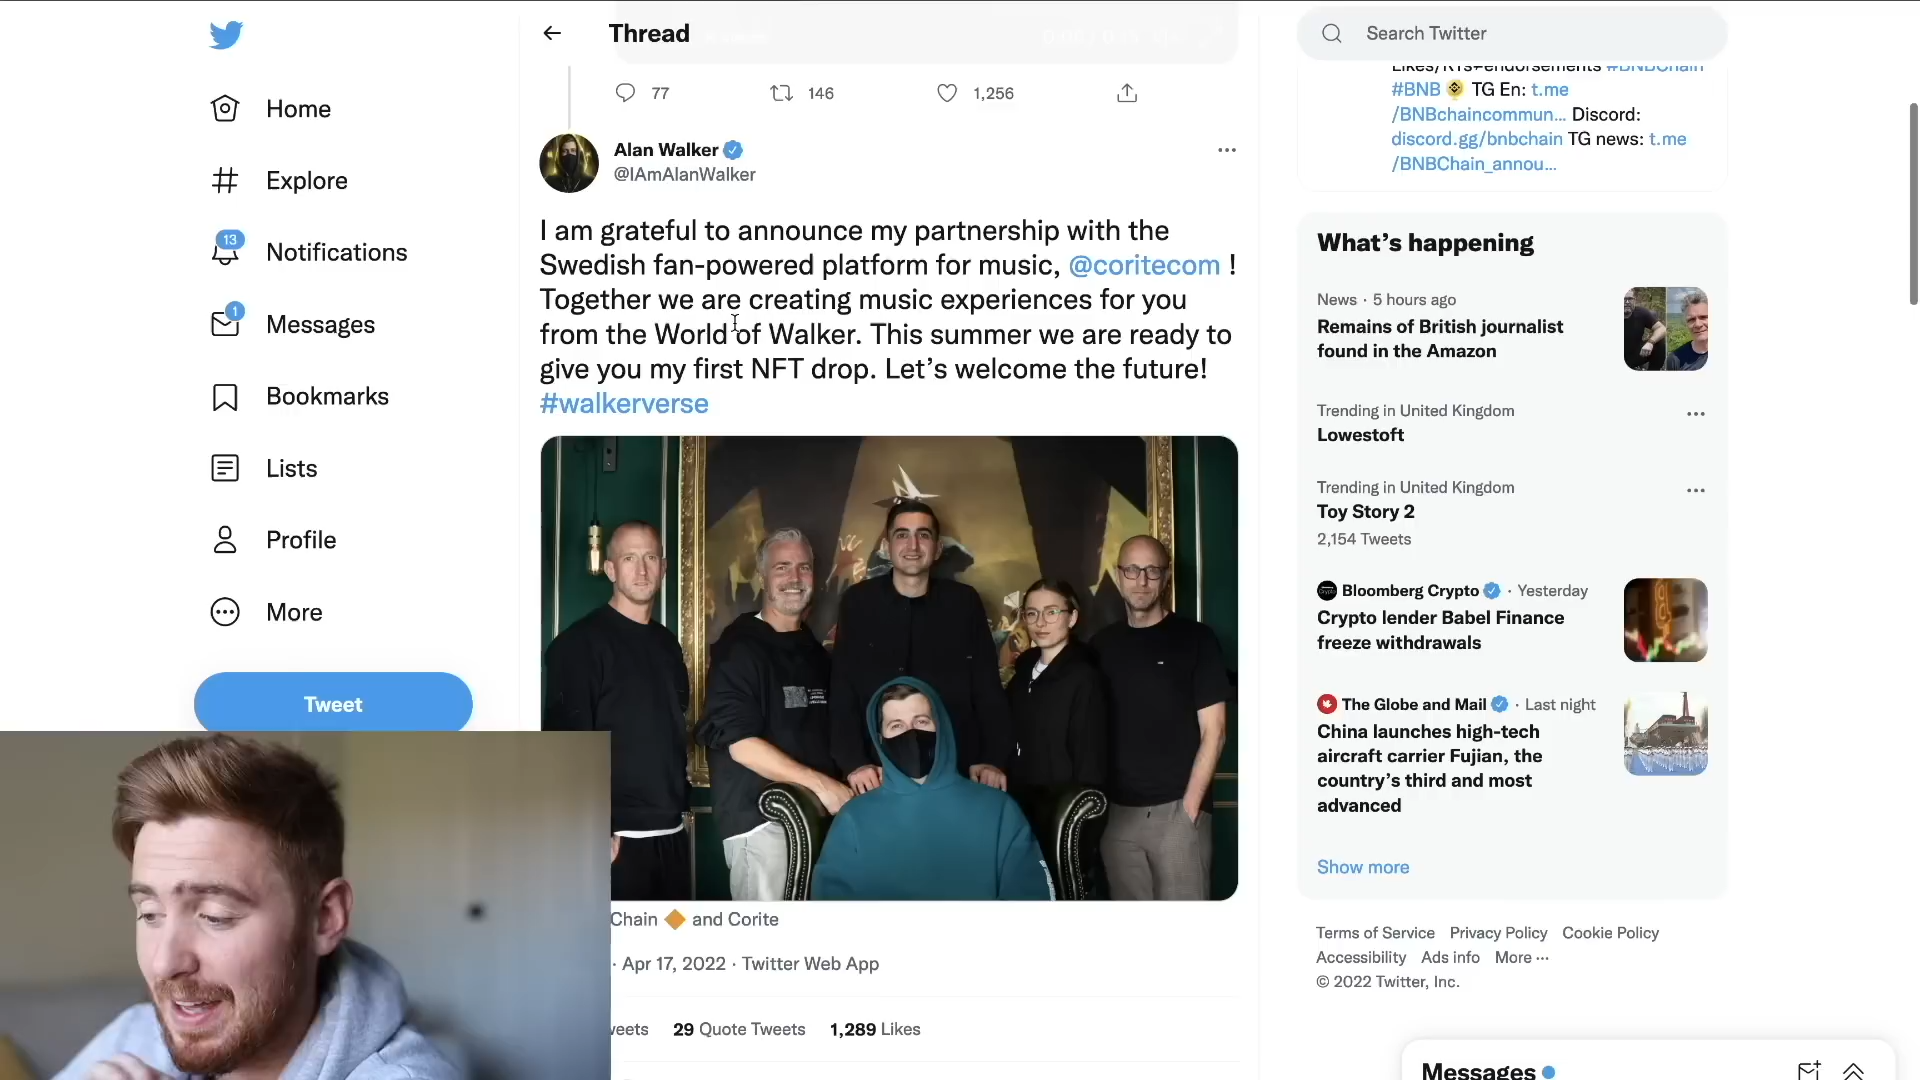 Thread
Search Twitter
77
146
1,256
Likes/RTs≠endorsements #BNBChain
#BNB TG En: t.me
/BNBchaincommun… Discord:
discord.gg/bnbchain TG news: t.me
/BNBChain_annou…
Home
Explore
13
Notifications
1
Messages
Bookmarks
Lists
Profile
More
Tweet
Alan Walker
@IAmAlanWalker
I am grateful to announce my partnership with the
Swedish fan-powered platform for music, @coritecom !
Together we are creating music experiences for you
from the World of Walker. This summer we are ready to
give you my first NFT drop. Let’s welcome the future!
#walkerverse
Chain and Corite
· Apr 17, 2022 · Twitter Web App
29 Quote Tweets 1,289 Likes
What’s happening
News · 5 hours ago
Remains of British journalist
found in the Amazon
Trending in United Kingdom
Lowestoft
Trending in United Kingdom
Toy Story 2
2,154 Tweets
Bloomberg Crypto · Yesterday
Crypto lender Babel Finance
freeze withdrawals
The Globe and Mail · Last night
China launches high-tech
aircraft carrier Fujian, the
country’s third and most
advanced
Show more
Terms of Service Privacy Policy Cookie Policy
Accessibility Ads info More ···
© 2022 Twitter, Inc.
Messages